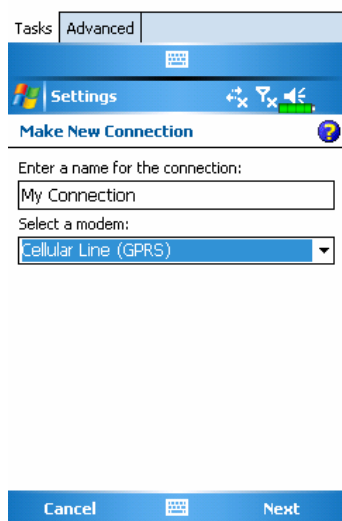 Tasks Advanced
Settings
Make New Connection
Enter a name for the connection:
My Connection
Select a modem:
Cellular Line (GPRS)
Cancel Next